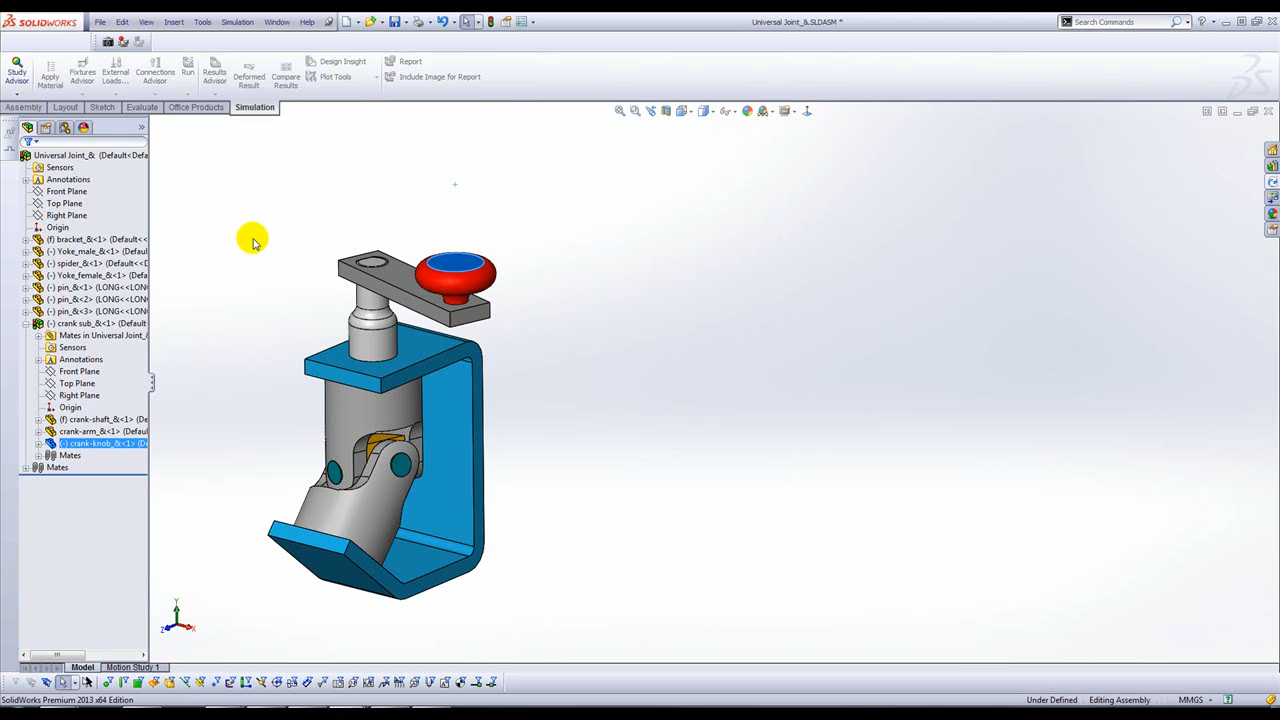 SOLIDWORKS File Edit View Insert Tools Simulation Window Help Universal Joint_&.SLDASM * Search Commands
Study Advisor Apply Material Fixtures Advisor External Loads... Connections Advisor Run Results Advisor Deformed Result Compare Results Design Insight Plot Tools Report Include Image for Report
Assembly Layout Sketch Evaluate Office Products Simulation
Universal Joint_& (Default<Defa
Sensors
Annotations
Front Plane
Top Plane
Right Plane
Origin
(f) bracket_&<1> (Default<<
(-) Yoke_male_&<1> (Defau
(-) spider_&<1> (Default<<
(-) Yoke_female_&<1> (Def
(-) pin_&<1> (LONG<<LONG
(-) pin_&<2> (LONG<<LONG
(-) pin_&<3> (LONG<<LONG
(-) crank sub_&<1> (Default
Mates in Universal Joint_&
Sensors
Annotations
Front Plane
Top Plane
Right Plane
Origin
(f) crank-shaft_&<1> (De
crank-arm_&<1> (Defaul
(-) crank-knob_&<1> (De
Mates
Mates
Y
Z X
Model Motion Study 1
SolidWorks Premium 2013 x64 Edition Under Defined Editing Assembly MMGS